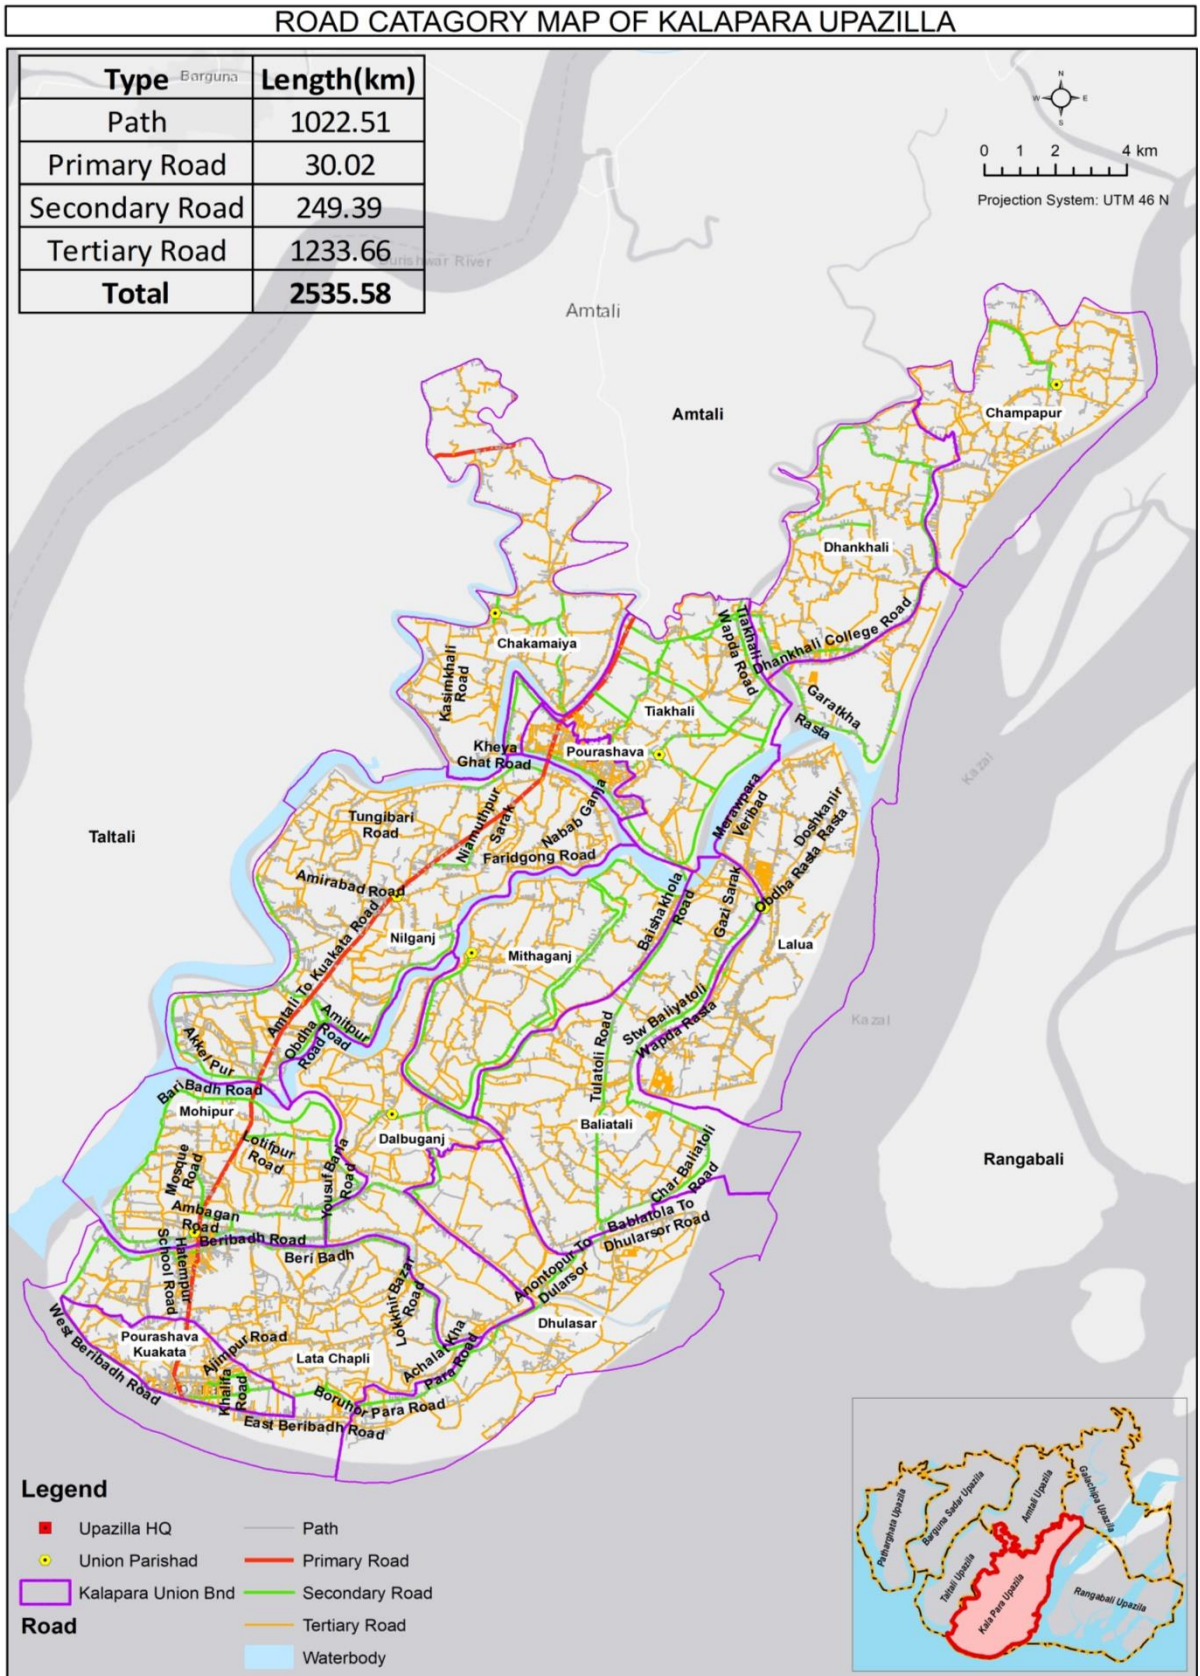 ROAD CATAGORY MAP OF KALAPARA UPAZILLA
Type Length(km)
Path 1022.51
Primary Road 30.02
Secondary Road 249.39
Tertiary Road 1233.66
Total 2535.58
Barguna
Burishwar River
N
W E
S
0 1 2 4 km
Projection System: UTM 46 N
Amtali
Amtali
Champapur
Dhankhali
Chakamaiya
Tiakhali
Wapda Road
Dhankhali College Road
Kasimkhali
Road
Tiakhali
Garatkha
Rasta
Kheya
Ghat Road
Pourashava
Kazal
Taltali
Tungibari
Road
Niamuthpur
Sarak
Nabab Gama
Merawpara
Veribad
Doshkanir
Rasta
Obdha Rasta
Faridgong Road
Amirabad Road
Baishakhola
Road
Gazi Sarak
Amtali To Kuakata Road
Nilganj
Mithaganj
Lalua
Kazal
Akkel Pur
Obdha
Road
Amitpur
Road
Tulatoli Road
Stw Baliyatoli
Wapda Rasta
Bari Badh Road
Mohipur
Dalbuganj
Baliatali
Rangabali
Lotifpur
Road
Mosque
Road
Yousuf Baria
Road
Char Baliatoli
Road
Ambagan
Road
Beribadh Road
Beri Badh
Bablatola To
Dhularsor Road
Hatempur
School Road
Anontopur To
Dularsor
Lokkhir Bazar
Road
West Beribadh Road
Pourashava
Kuakata
Ajimpur Road
Lata Chapli
Achalat Kha
Para Road
Dhulasar
Khalifa
Road
Boruhor Para Road
East Beribadh Road
Legend
Upazilla HQ
Union Parishad
Kalapara Union Bnd
Road
Path
Primary Road
Secondary Road
Tertiary Road
Waterbody
Patharghata Upazila
Barguna Sadar Upazila
Amtali Upazila
Galachipa Upazila
Taltali Upazila
Kala Para Upazila
Rangabali Upazila